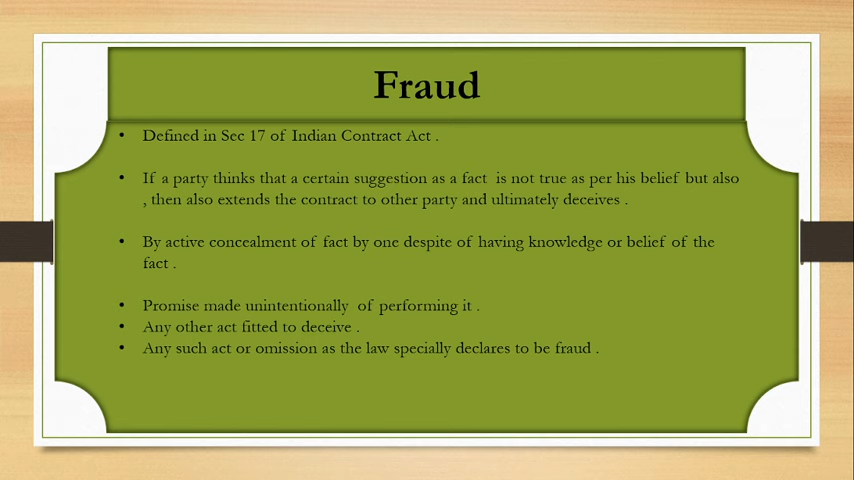 Fraud
• Defined in Sec 17 of Indian Contract Act .
• If a party thinks that a certain suggestion as a fact is not true as per his belief but also
, then also extends the contract to other party and ultimately deceives .
• By active concealment of fact by one despite of having knowledge or belief of the
fact .
• Promise made unintentionally of performing it .
• Any other act fitted to deceive .
• Any such act or omission as the law specially declares to be fraud .